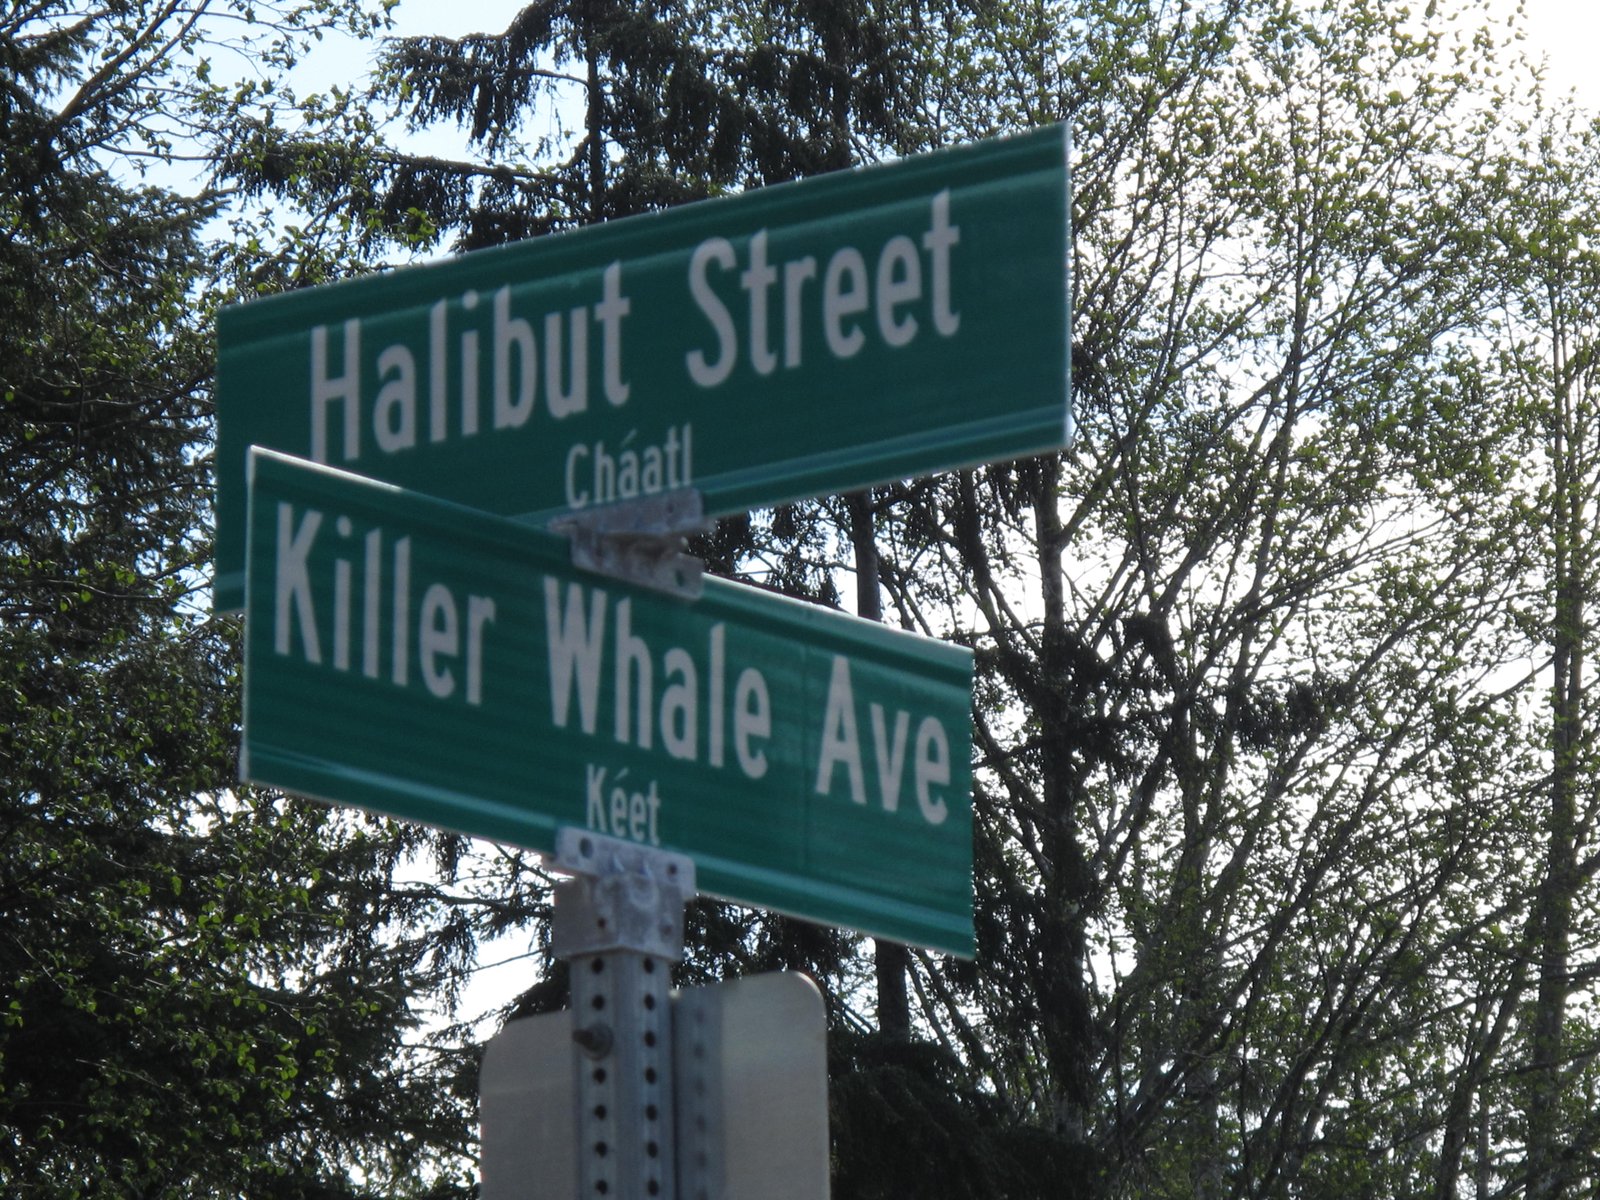 Halibut Street
Cháatl
Killer Whale Ave
Kéet